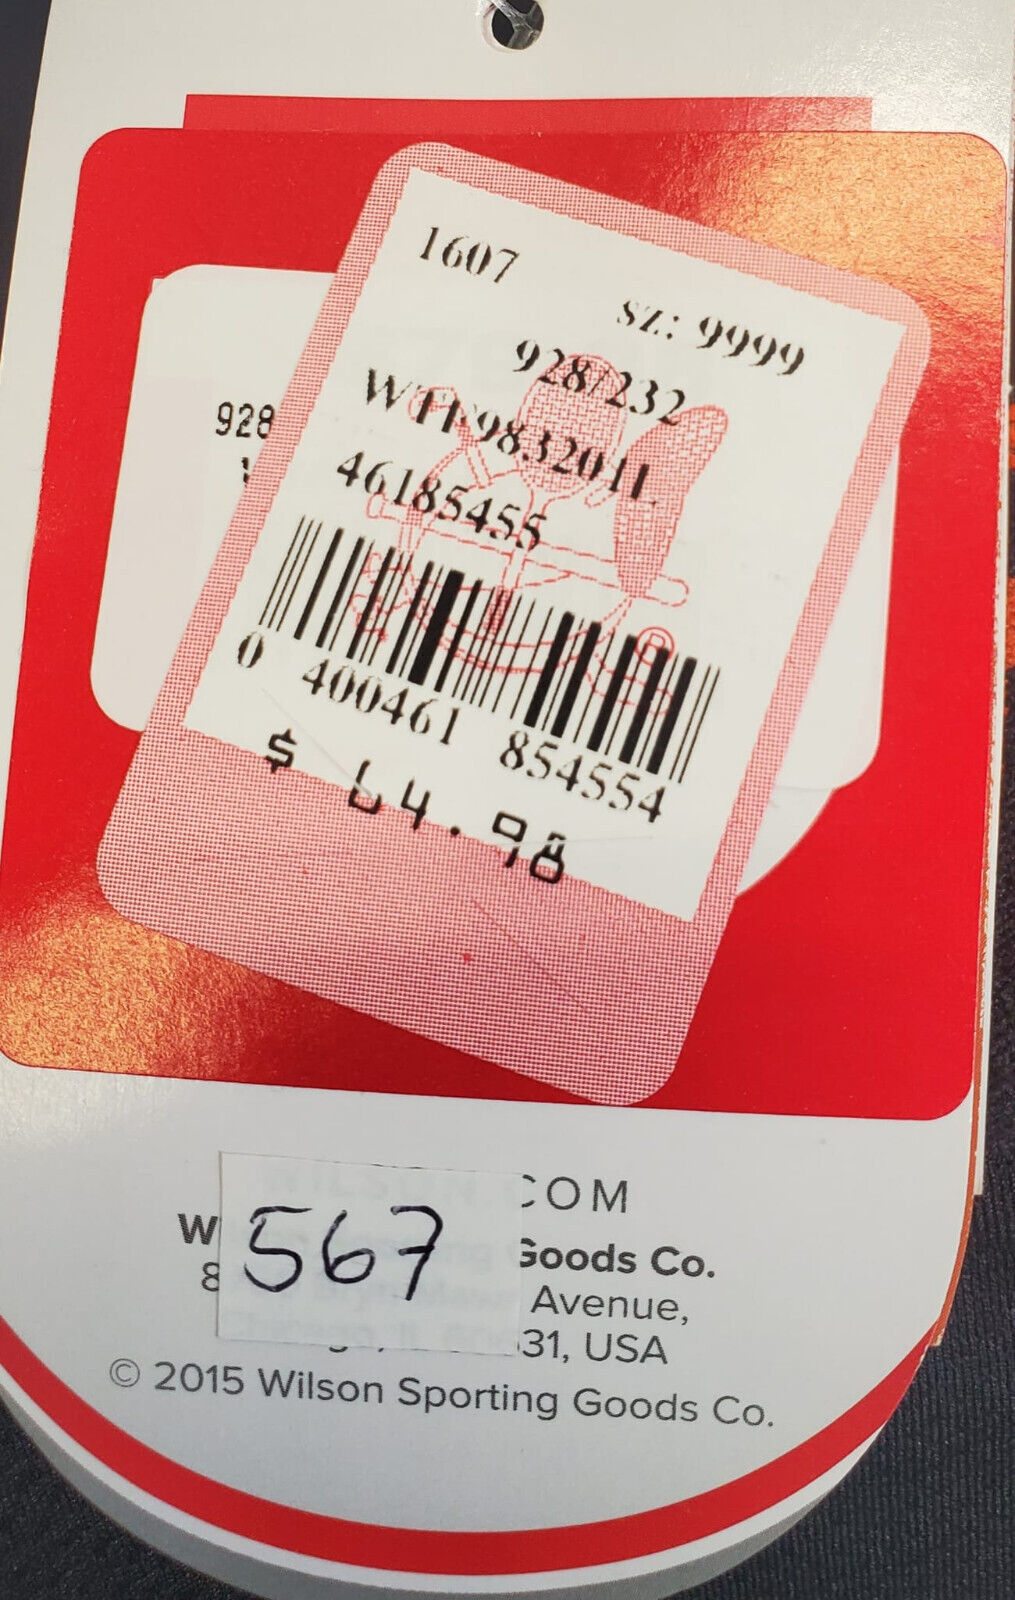 1607
sz: 9999
928/232
928
46185455
0 400461 854554
$ 64.98
COM
567
Goods Co.
8
Avenue,
31, USA
© 2015 Wilson Sporting Goods Co.